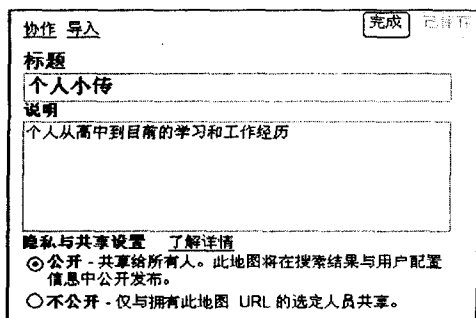 协作 导入 完成 已保存
标题
个人小传
说明
个人从高中到目前的学习和工作经历
隐私与共享设置 了解详情
公开 - 共享给所有人。此地图将在搜索结果与用户配置
信息中公开发布。
不公开 - 仅与拥有此地图 URL 的选定人员共享。